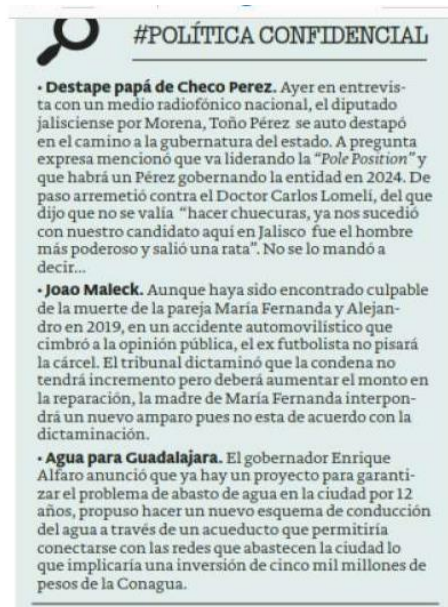 #POLÍTICA CONFIDENCIAL
• Destape papá de Checo Perez. Ayer en entrevis-
ta con un medio radiofónico nacional, el diputado
jalisciense por Morena, Toño Pérez se auto destapó
en el camino a la gubernatura del estado. A pregunta
expresa mencionó que va liderando la "Pole Position" y
que habrá un Pérez gobernando la entidad en 2024. De
paso arremetió contra el Doctor Carlos Lomelí, del que
dijo que no se valía "hacer chuecuras, ya nos sucedió
con nuestro candidato aquí en Jalisco fue el hombre
más poderoso y salió una rata". No se lo mandó a
decir...
• Joao Maleck. Aunque haya sido encontrado culpable
de la muerte de la pareja María Fernanda y Alejan-
dro en 2019, en un accidente automovilístico que
cimbró a la opinión pública, el ex futbolista no pisará
la cárcel. El tribunal dictaminó que la condena no
tendrá incremento pero deberá aumentar el monto en
la reparación, la madre de María Fernanda interpon-
drá un nuevo amparo pues no esta de acuerdo con la
dictaminación.
• Agua para Guadalajara. El gobernador Enrique
Alfaro anunció que ya hay un proyecto para garanti-
zar el problema de abasto de agua en la ciudad por 12
años, propuso hacer un nuevo esquema de conducción
del agua a través de un acueducto que permitiría
conectarse con las redes que abastecen la ciudad lo
que implicaría una inversión de cinco mil millones de
pesos de la Conagua.